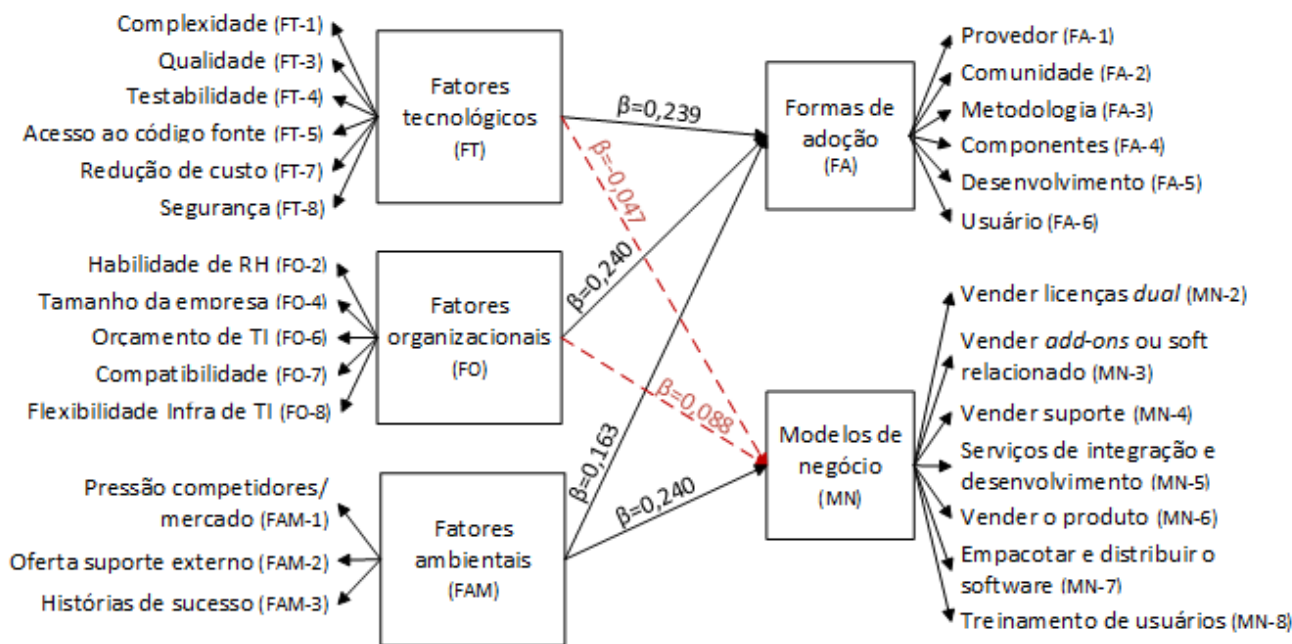 Complexidade (FT-1)
Qualidade (FT-3)
Testabilidade (FT-4)
Acesso ao código fonte (FT-5)
Redução de custo (FT-7)
Segurança (FT-8)
Habilidade de RH (FO-2)
Tamanho da empresa (FO-4)
Orçamento de TI (FO-6)
Compatibilidade (FO-7)
Flexibilidade Infra de TI (FO-8)
Pressão competidores/
mercado (FAM-1)
Oferta suporte externo (FAM-2)
Histórias de sucesso (FAM-3)
Fatores
tecnológicos
(FT)
Fatores
organizacionais
(FO)
Fatores
ambientais
(FAM)
β=0,239
β=-0,047
β=0,240
β=0,088
β=0,163
β=0,240
Formas de
adoção
(FA)
Modelos de
negócio
(MN)
Provedor (FA-1)
Comunidade (FA-2)
Metodologia (FA-3)
Componentes (FA-4)
Desenvolvimento (FA-5)
Usuário (FA-6)
Vender licenças dual (MN-2)
Vender add-ons ou soft
relacionado (MN-3)
Vender suporte (MN-4)
Serviços de integração e
desenvolvimento (MN-5)
Vender o produto (MN-6)
Empacotar e distribuir o
software (MN-7)
Treinamento de usuários (MN-8)